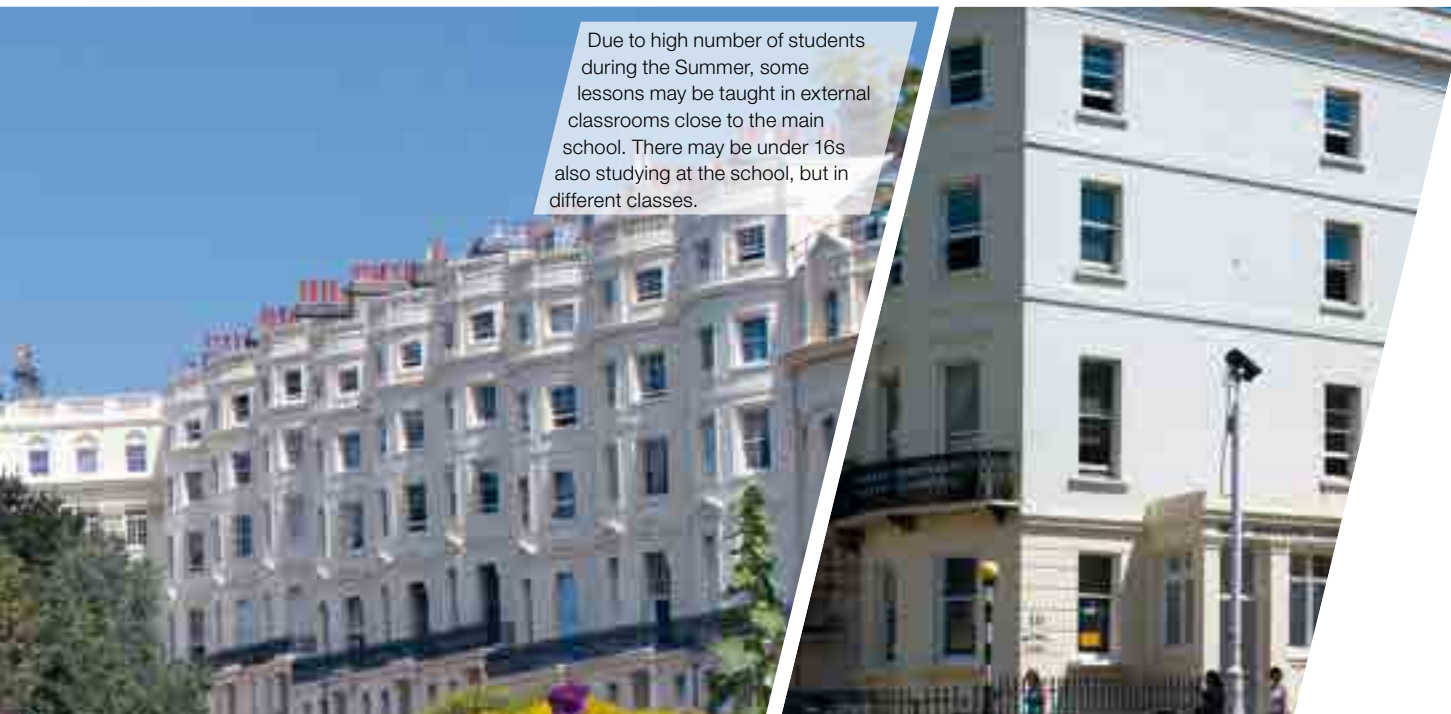 Due to high number of students
during the Summer, some
lessons may be taught in external
classrooms close to the main
school. There may be under 16s
also studying at the school, but in
different classes.